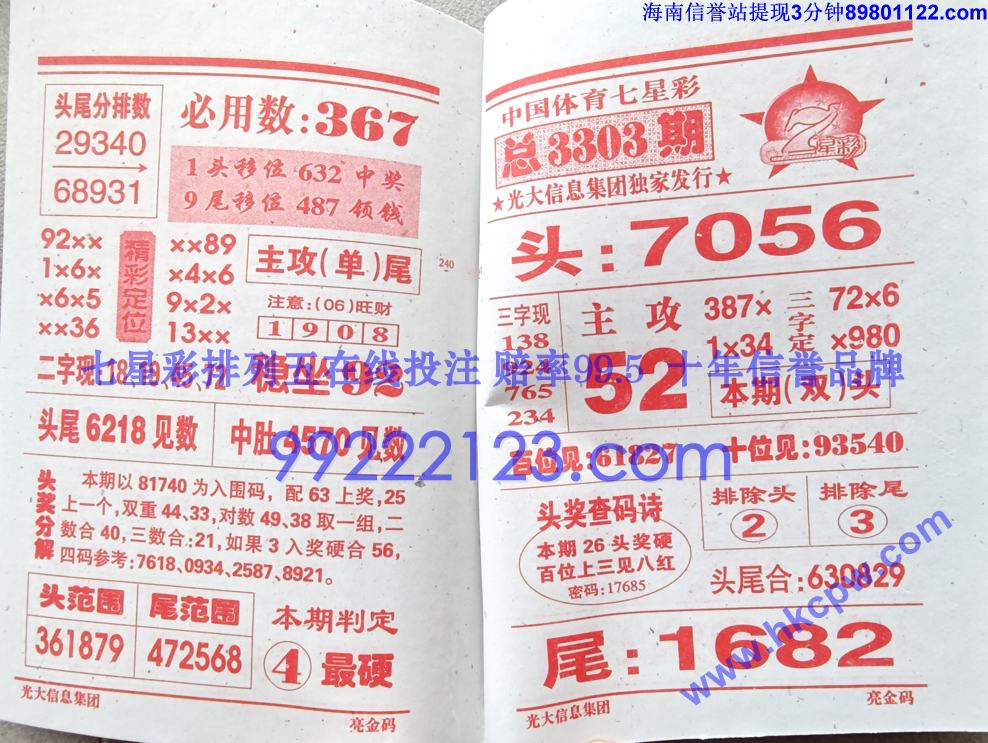 海南信誉站提现3分钟89801122.com
头尾分排数
29340
68931
必用数:367
1头移位632中奖
9尾移位487领钱
92×× 
1×6×
×6×5
××36
精彩定位
××89
×4×6
9×2×
13××
主攻(单)尾
注意:(06)旺财
1908
240
二字现
92
七星彩排列五在线投注 赔率99.5 十年信誉品牌
头尾6218见数
中肚4570见数
99222123.com
头奖分解
本期以81740为入围码，配63上奖,25
上一个,双重44、33,对数49、38取一组,二
数合40,三数合:21,如果3入奖硬合56,
四码参考:7618、0934、2587、8921。
头范围
361879
尾范围
472568
本期判定
④最硬
光大信息集团
亮金码
中国体育七星彩
总3303期
★光大信息集团独家发行★
7星彩
头:7056
三字现
138
924
765
234
主攻
52
387×
1×34
三字定
72×6
×980
本期(双)头
百位见:61827
十位见:93540
头奖查码诗
本期26头奖硬
百位上三见八红
密码:17685
排除头
②
排除尾
③
头尾合:630829
尾:1682
www.hkcpw.com
光大信息集团
亮金码